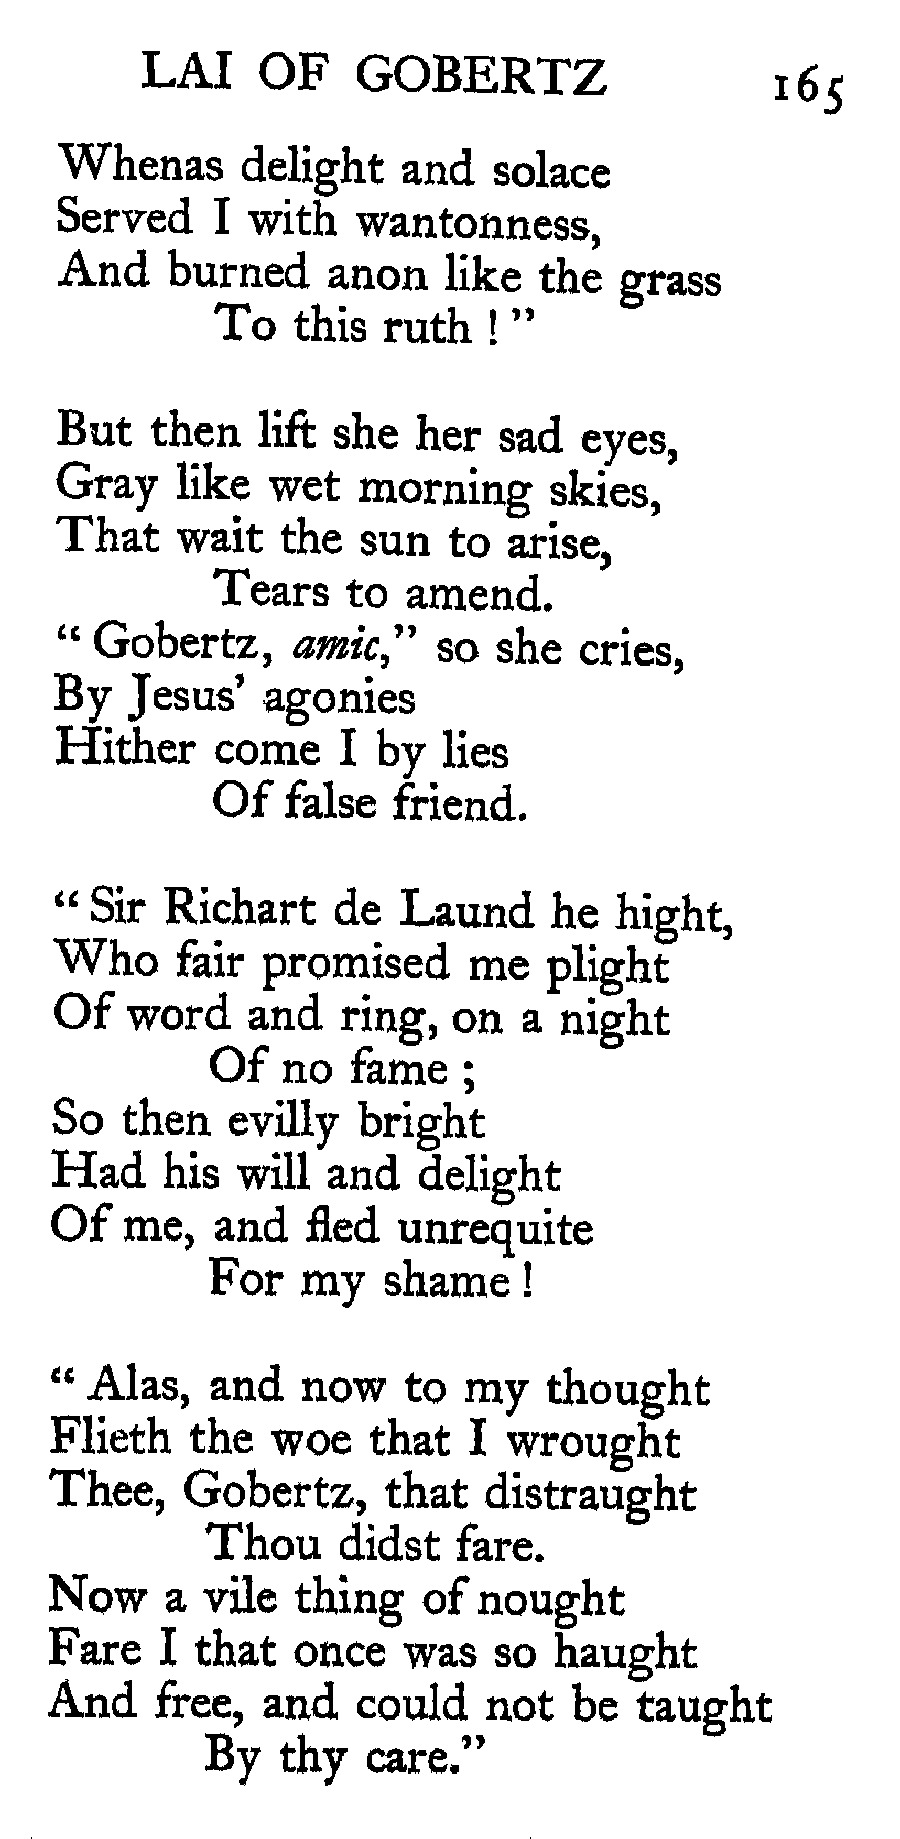 LAI OF GOBERTZ 165
Whenas delight and solace
Served I with wantonness,
And burned anon like the grass
To this ruth ! ”
But then lift she her sad eyes,
Gray like wet morning skies,
That wait the sun to arise,
Tears to amend.
“ Gobertz, amic,” so she cries,
By Jesus’ agonies
Hither come I by lies
Of false friend.
“ Sir Richart de Laund he hight,
Who fair promised me plight
Of word and ring, on a night
Of no fame ;
So then evilly bright
Had his will and delight
Of me, and fled unrequite
For my shame !
“ Alas, and now to my thought
Flieth the woe that I wrought
Thee, Gobertz, that distraught
Thou didst fare.
Now a vile thing of nought
Fare I that once was so haught
And free, and could not be taught
By thy care.”